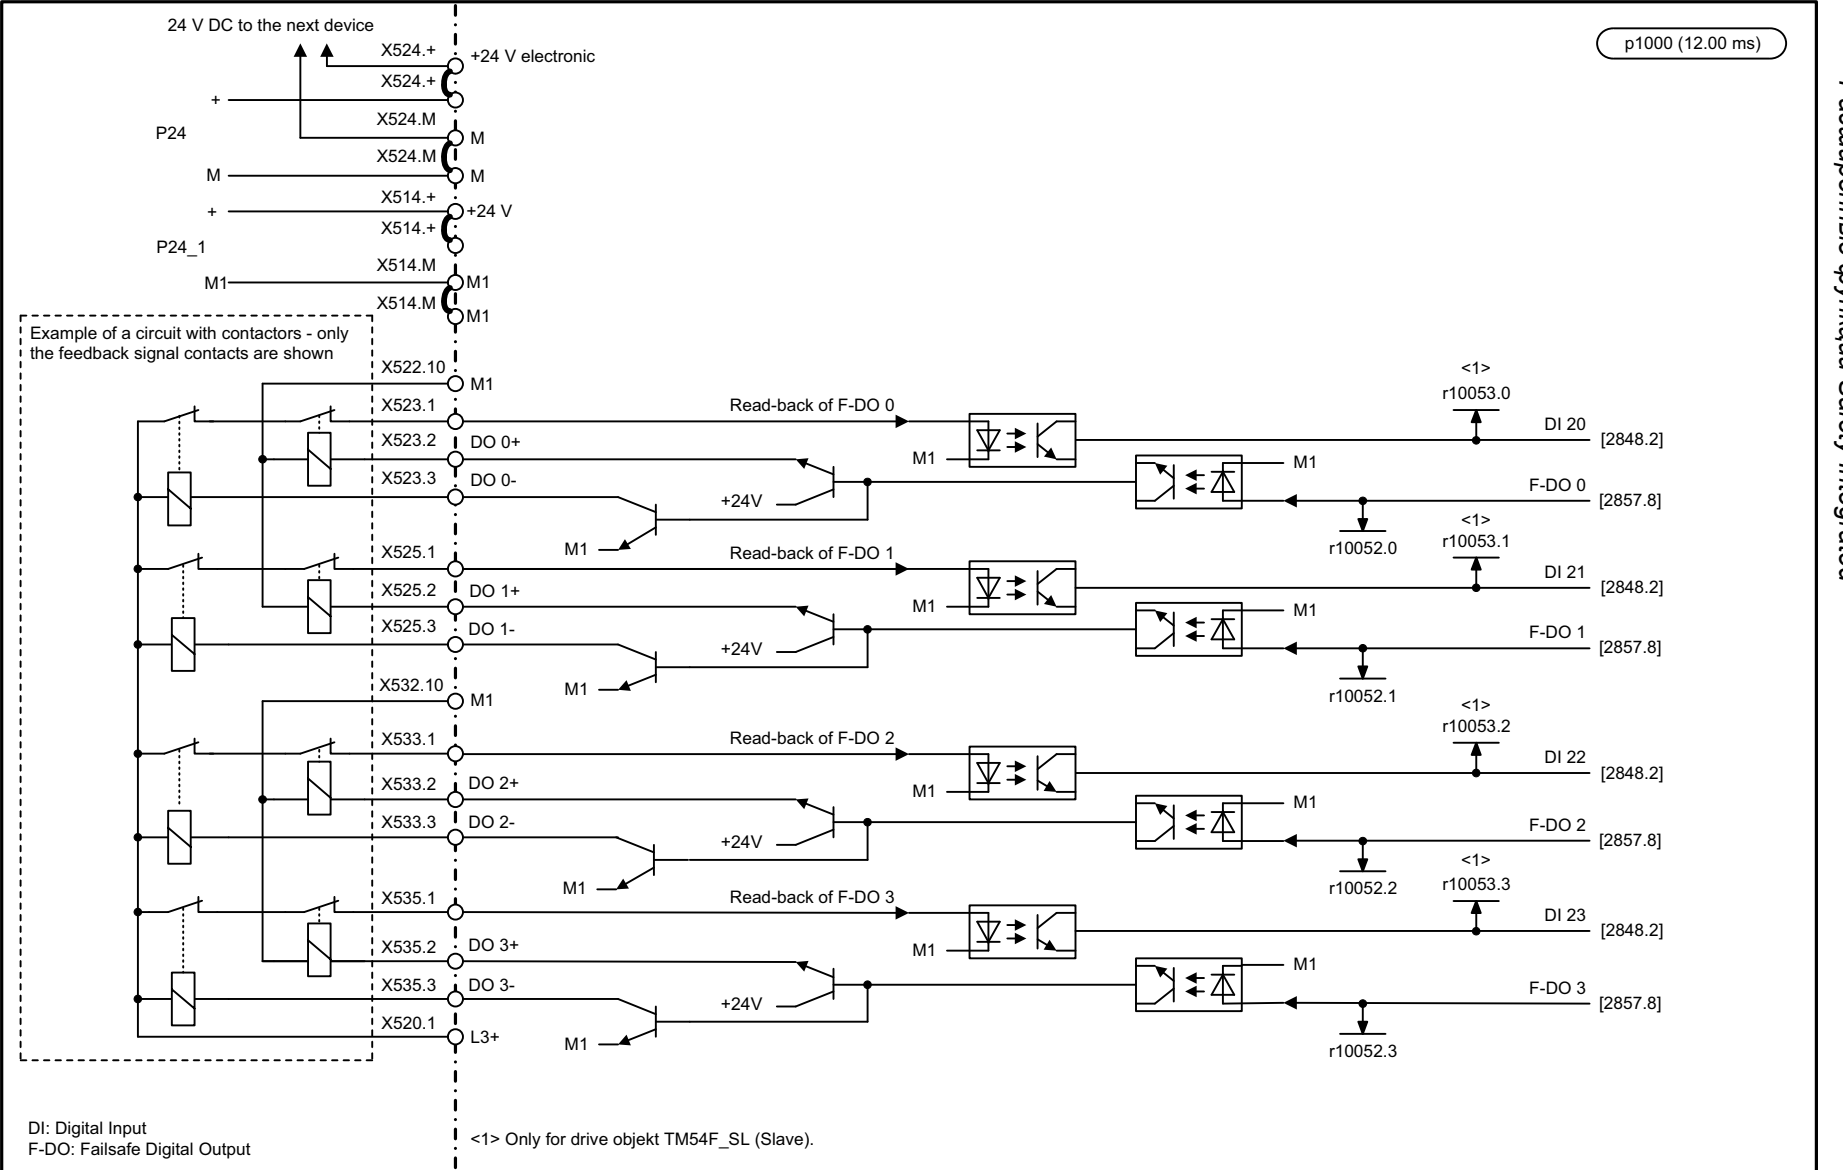 24 V DC to the next device
p1000 (12.00 ms)
X524.+
+24 V electronic
X524.+
+
X524.M
P24
M
X524.M
M
M
X514.+
+
+24 V
X514.+
P24_1
X514.M
M1
M1
X514.M
M1
Example of a circuit with contactors - only
the feedback signal contacts are shown
X522.10
M1
<1>
r10053.0
X523.1
Read-back of F-DO 0
DI 20
[2848.2]
X523.2
DO 0+
M1
M1
X523.3
DO 0-
+24V
F-DO 0
[2857.8]
M1
r10052.0
<1>
r10053.1
X525.1
Read-back of F-DO 1
DI 21
[2848.2]
X525.2
DO 1+
M1
M1
X525.3
DO 1-
+24V
F-DO 1
[2857.8]
M1
r10052.1
X532.10
M1
<1>
r10053.2
X533.1
Read-back of F-DO 2
DI 22
[2848.2]
X533.2
DO 2+
M1
M1
X533.3
DO 2-
+24V
F-DO 2
[2857.8]
M1
r10052.2
<1>
r10053.3
X535.1
Read-back of F-DO 3
DI 23
[2848.2]
X535.2
DO 3+
M1
M1
X535.3
DO 3-
+24V
F-DO 3
[2857.8]
X520.1
L3+
M1
r10052.3
DI: Digital Input
F-DO: Failsafe Digital Output
<1> Only for drive objekt TM54F_SL (Slave).